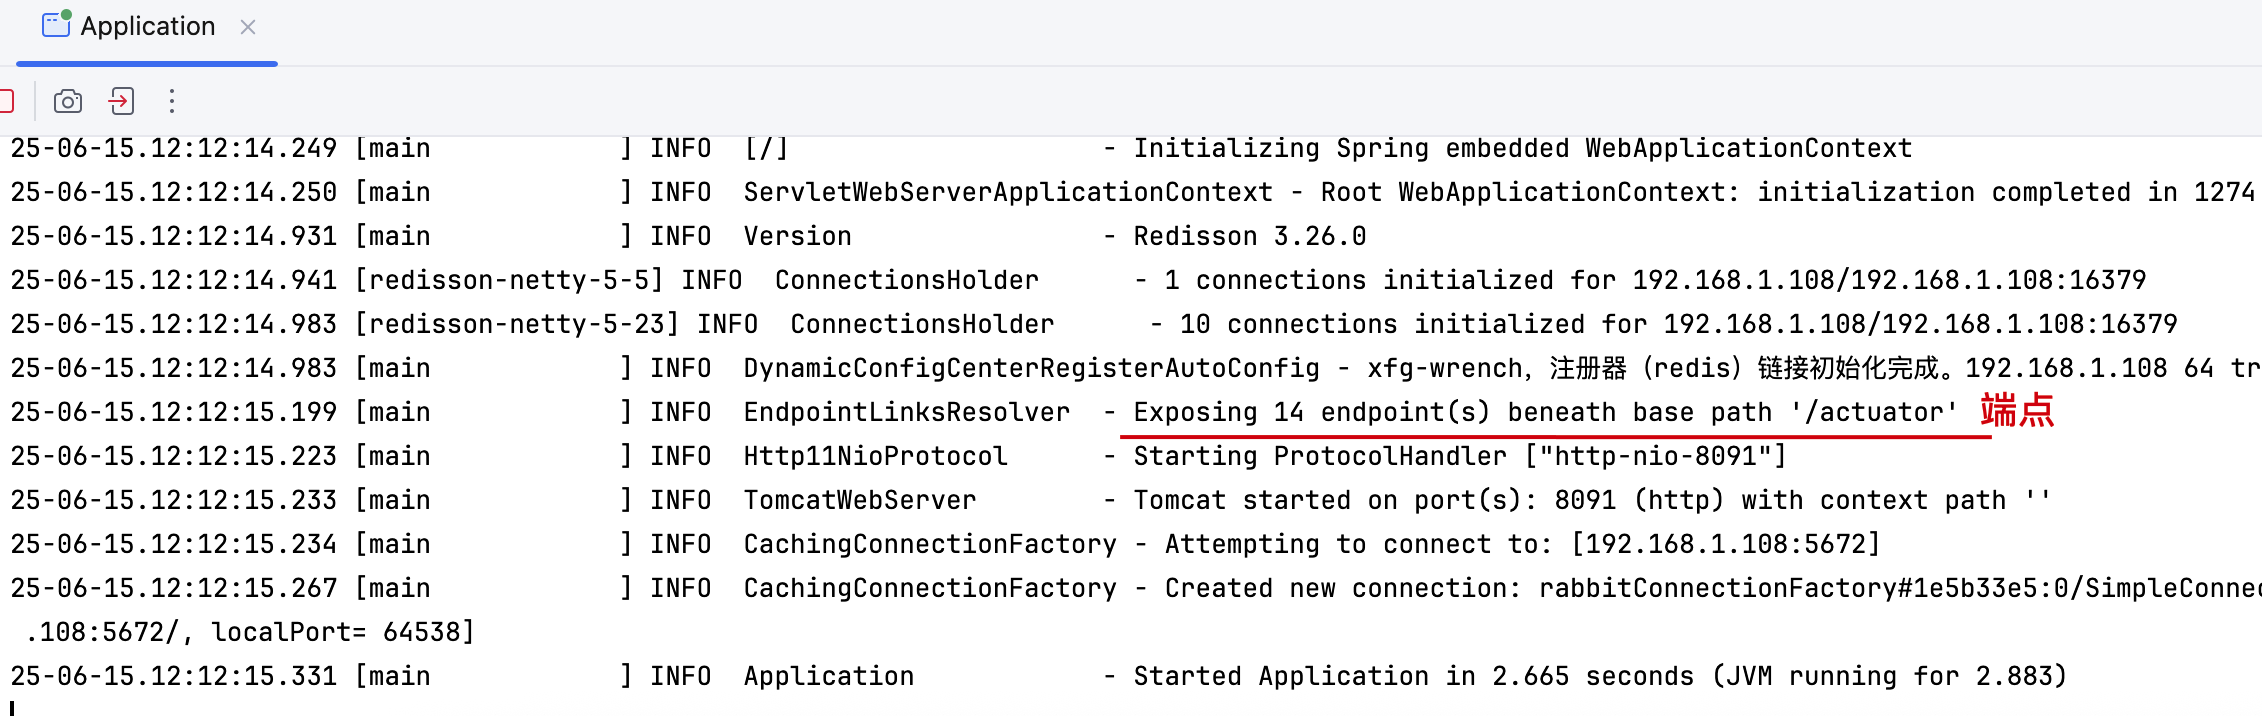 Application
25-06-15.12:12:14.249 [main            ] INFO  [/]                    - Initializing Spring embedded WebApplicationContext
25-06-15.12:12:14.250 [main            ] INFO  ServletWebServerApplicationContext - Root WebApplicationContext: initialization completed in 1274
25-06-15.12:12:14.931 [main            ] INFO  Version                - Redisson 3.26.0
25-06-15.12:12:14.941 [redisson-netty-5-5] INFO  ConnectionsHolder      - 1 connections initialized for 192.168.1.108/192.168.1.108:16379
25-06-15.12:12:14.983 [redisson-netty-5-23] INFO  ConnectionsHolder      - 10 connections initialized for 192.168.1.108/192.168.1.108:16379
25-06-15.12:12:14.983 [main            ] INFO  DynamicConfigCenterRegisterAutoConfig - xfg-wrench，注册器（redis）链接初始化完成。192.168.1.108 64 tr
25-06-15.12:12:15.199 [main            ] INFO  EndpointLinksResolver  - Exposing 14 endpoint(s) beneath base path '/actuator' 端点
25-06-15.12:12:15.223 [main            ] INFO  Http11NioProtocol      - Starting ProtocolHandler ["http-nio-8091"]
25-06-15.12:12:15.233 [main            ] INFO  TomcatWebServer        - Tomcat started on port(s): 8091 (http) with context path ''
25-06-15.12:12:15.234 [main            ] INFO  CachingConnectionFactory - Attempting to connect to: [192.168.1.108:5672]
25-06-15.12:12:15.267 [main            ] INFO  CachingConnectionFactory - Created new connection: rabbitConnectionFactory#1e5b33e5:0/SimpleConnec
.108:5672/, localPort= 64538]
25-06-15.12:12:15.331 [main            ] INFO  Application            - Started Application in 2.665 seconds (JVM running for 2.883)